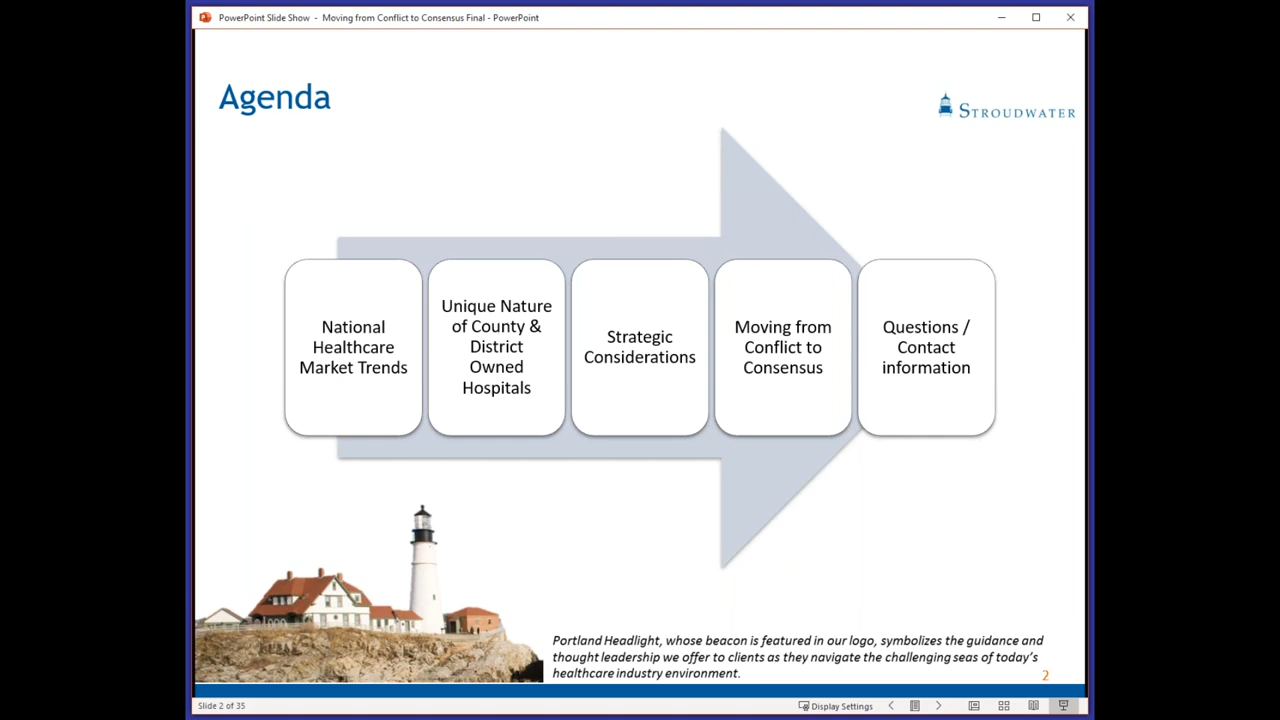 PowerPoint Slide Show - Moving from Conflict to Consensus Final - PowerPoint
Agenda
STROUDWATER
National
Healthcare
Market Trends
Unique Nature
of County &
District
Owned
Hospitals
Strategic
Considerations
Moving from
Conflict to
Consensus
Questions /
Contact
information
Portland Headlight, whose beacon is featured in our logo, symbolizes the guidance and
thought leadership we offer to clients as they navigate the challenging seas of today's
healthcare industry environment.
2
Slide 2 of 35
Display Settings